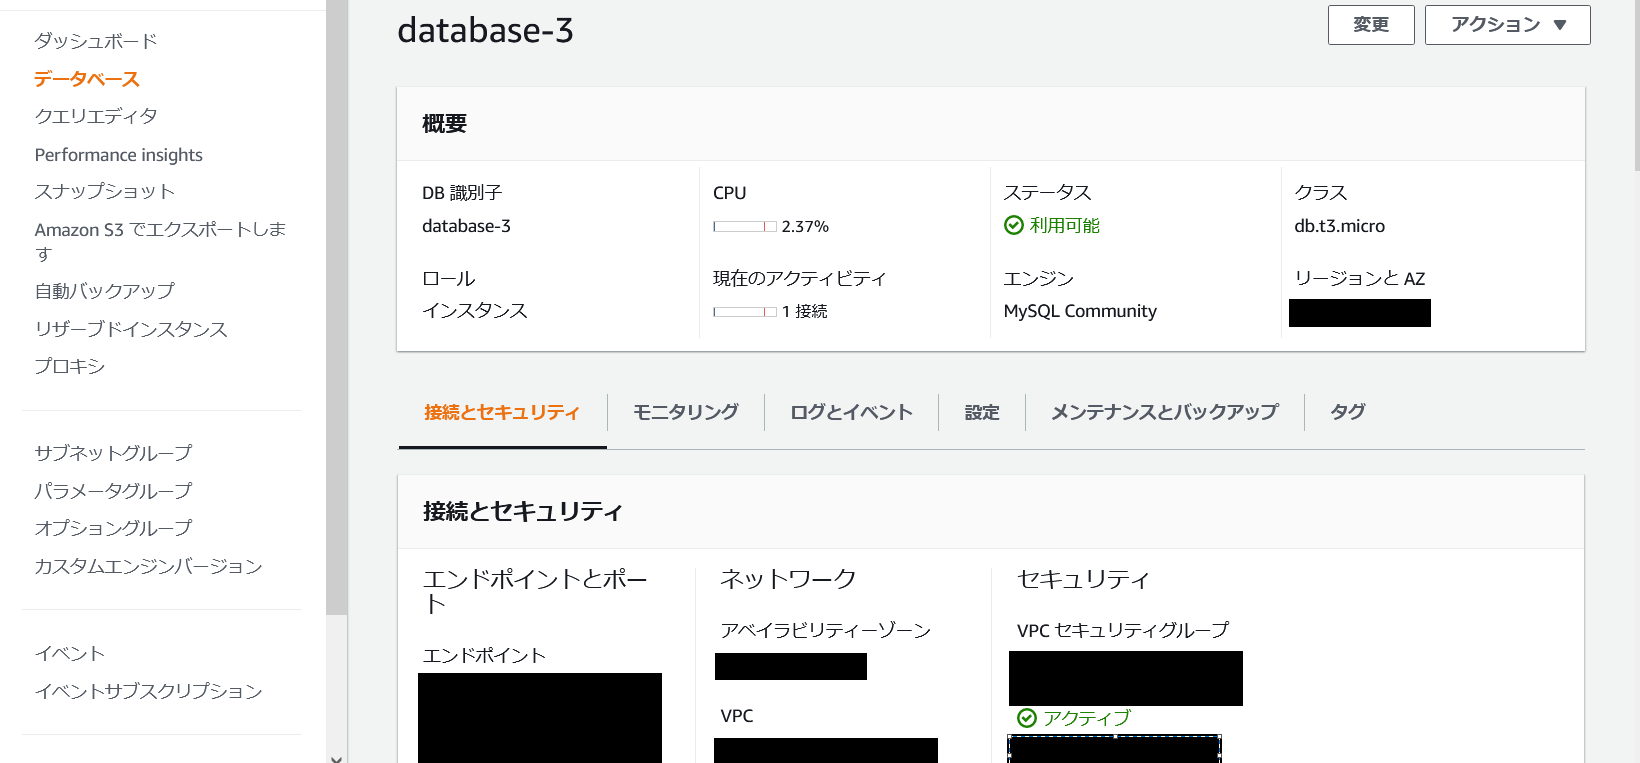 ダッシュボード
データベース
クエリエディタ
Performance insights
スナップショット
Amazon S3 でエクスポートしま
す
自動バックアップ
リザーブドインスタンス
プロキシ
サブネットグループ
パラメータグループ
オプショングループ
カスタムエンジンバージョン
イベント
イベントサブスクリプション
database-3
変更
アクション
概要
DB 識別子
database-3
CPU
2.37%
ステータス
利用可能
クラス
db.t3.micro
ロール
インスタンス
現在のアクティビティ
1 接続
エンジン
MySQL Community
リージョンと AZ
接続とセキュリティ
モニタリング
ログとイベント
設定
メンテナンスとバックアップ
タグ
接続とセキュリティ
エンドポイントとポー
ト
エンドポイント
ネットワーク
アベイラビリティーゾーン
VPC
セキュリティ
VPC セキュリティグループ
アクティブ